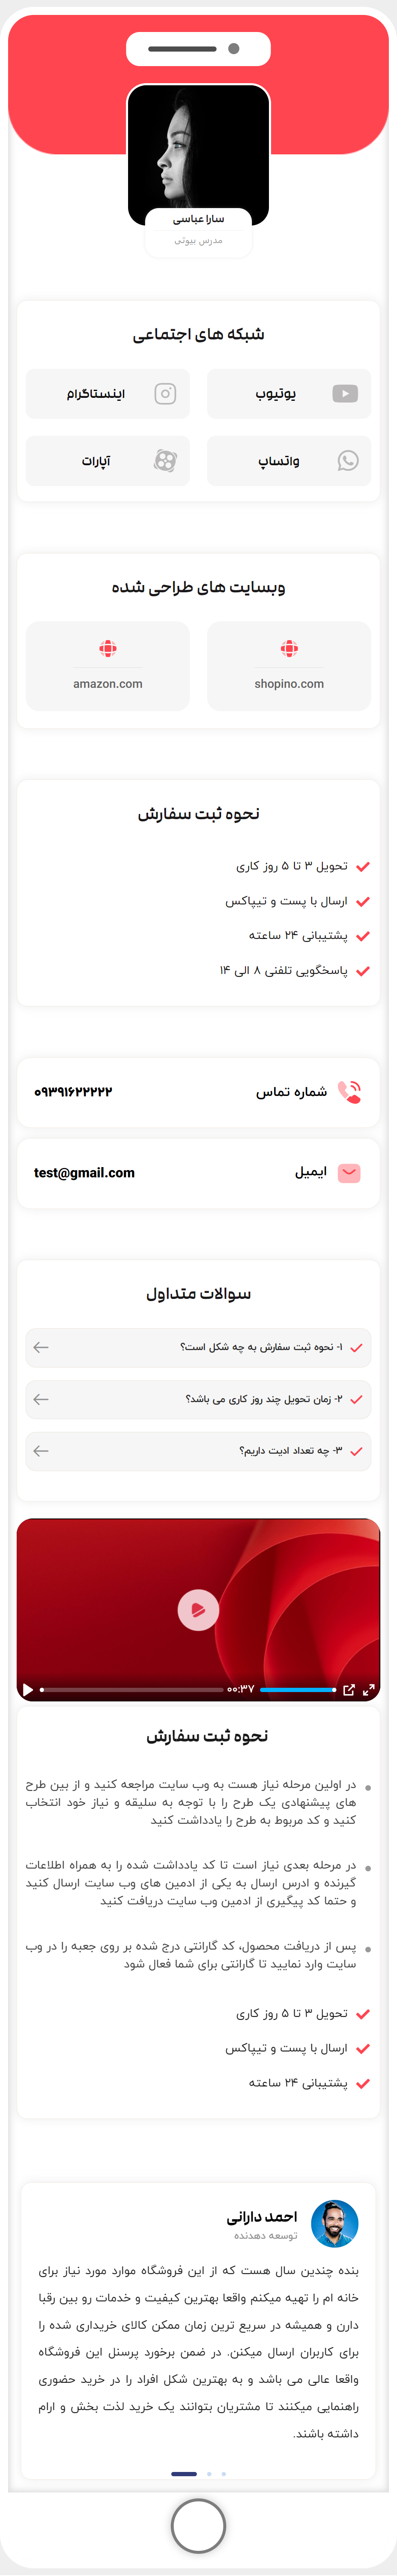 سارا عباسی
مدرس بیوتی
شبکه های اجتماعی
یوتیوب
اینستاگرام
واتساپ
آپارات
وبسایت های طراحی شده
shopino.com
amazon.com
نحوه ثبت سفارش
تحویل ۳ تا ۵ روز کاری
ارسال با پست و تیپاکس
پشتیبانی ۲۴ ساعته
پاسخگویی تلفنی ۸ الی ۱۴
شماره تماس
۰۹۳۹۱۶۲۲۲۲۲
ایمیل
test@gmail.com
سوالات متداول
۱- نحوه ثبت سفارش به چه شکل است؟
۲- زمان تحویل چند روز کاری می باشد؟
۳- چه تعداد ادیت داریم؟
۰۰:۳۷
نحوه ثبت سفارش
در اولین مرحله نیاز هست به وب سایت مراجعه کنید و از بین طرح
های پیشنهادی یک طرح را با توجه به سلیقه و نیاز خود انتخاب
کنید و کد مربوط به طرح را یادداشت کنید
در مرحله بعدی نیاز است تا کد یادداشت شده را به همراه اطلاعات
گیرنده و ادرس ارسال به یکی از ادمین های وب سایت ارسال کنید
و حتما کد پیگیری از ادمین وب سایت دریافت کنید
پس از دریافت محصول، کد گارانتی درج شده بر روی جعبه را در وب
سایت وارد نمایید تا گارانتی برای شما فعال شود
تحویل ۳ تا ۵ روز کاری
ارسال با پست و تیپاکس
پشتیبانی ۲۴ ساعته
احمد دارانی
توسعه دهدنده
بنده چندین سال هست که از این فروشگاه موارد مورد نیاز برای
خانه ام را تهیه میکنم واقعا بهترین کیفیت و خدمات رو بین رقبا
دارن و همیشه در سریع ترین زمان ممکن کالای خریداری شده را
برای کاربران ارسال میکنن. در ضمن برخورد پرسنل این فروشگاه
واقعا عالی می باشد و به بهترین شکل افراد را در خرید حضوری
راهنمایی میکنند تا مشتریان بتوانند یک خرید لذت بخش و ارام
داشته باشند.